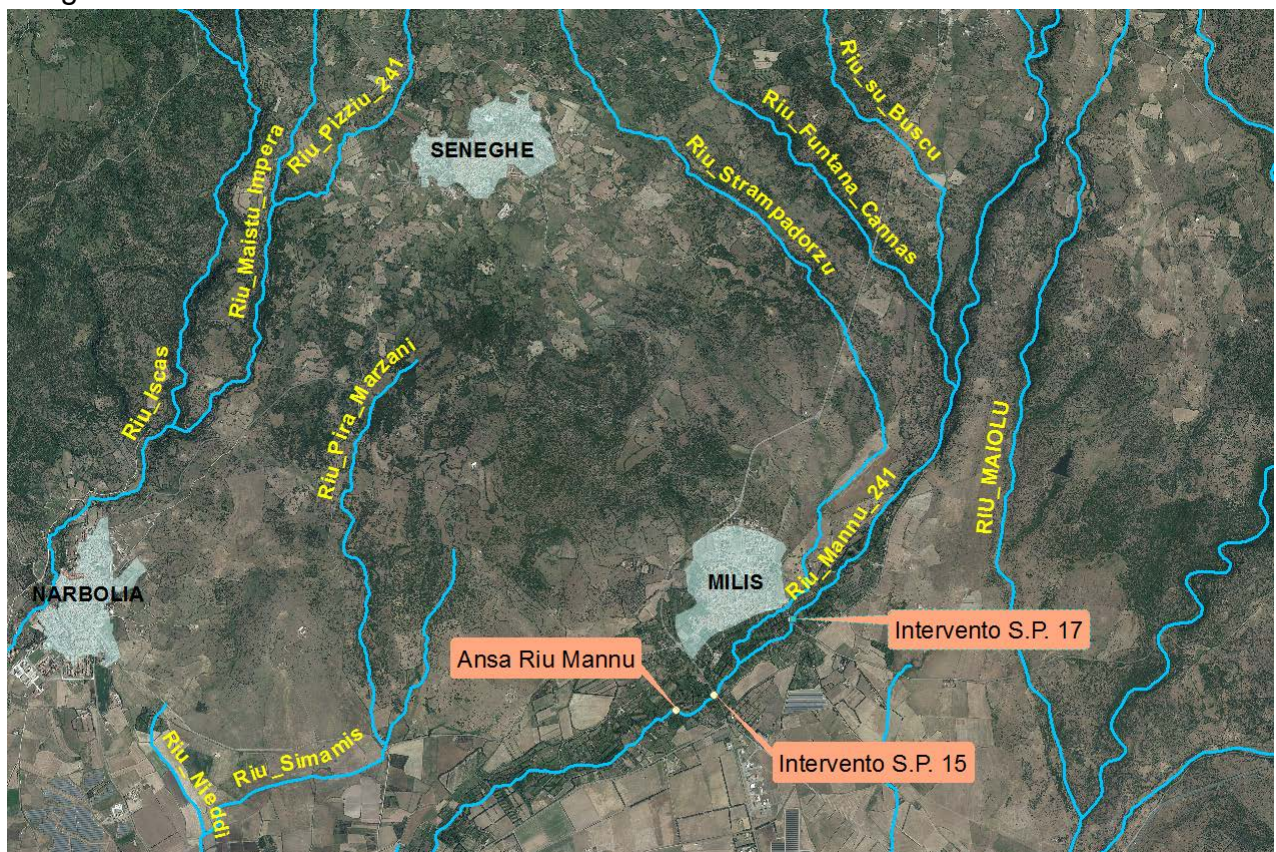 Riu_Pizziu_241
SENEGHE
Riu_su_Buscu
Riu_Funtana_Cannas
Riu_Strampadorzu
Riu_Maistu_Impera
Riu_Iscas
Riu_Pira_Marzani
RIU_MAIOLU
Riu_Mannu_241
MILIS
NARBOLIA
Intervento S.P. 17
Ansa Riu Mannu
Intervento S.P. 15
Riu_Simamis
Riu_Nieddi